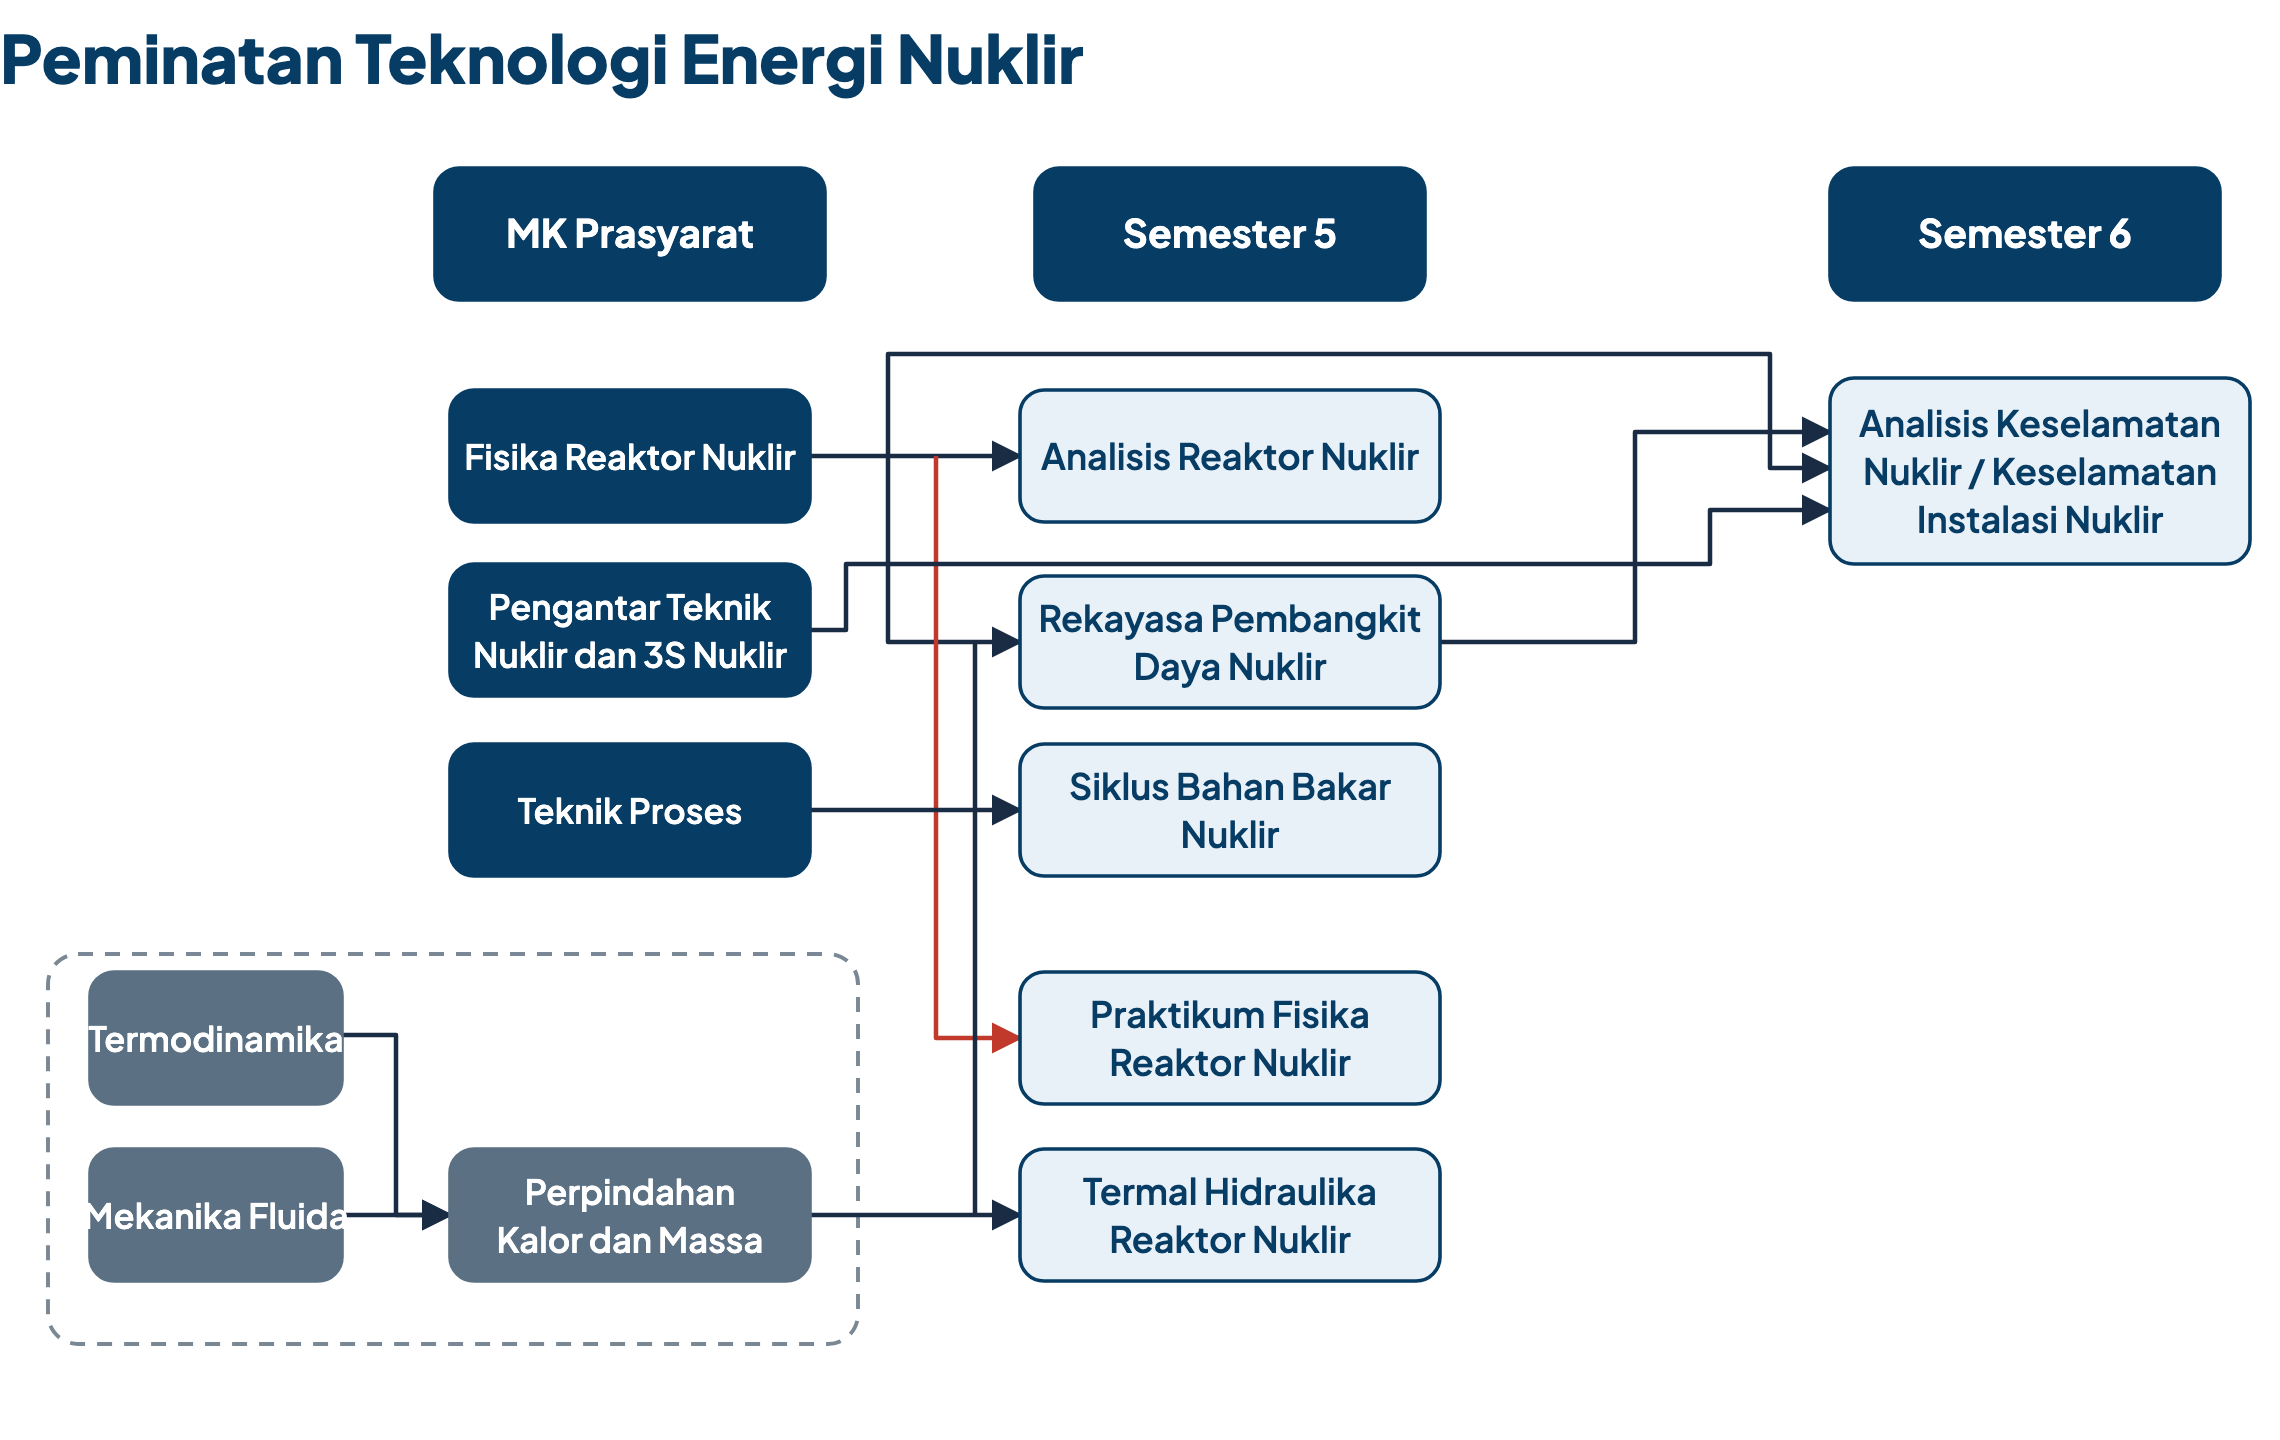 Peminatan Teknologi Energi Nuklir
MK Prasyarat
Semester 5
Semester 6
Fisika Reaktor Nuklir
Analisis Reaktor Nuklir
Analisis Keselamatan
Nuklir / Keselamatan
Instalasi Nuklir
Pengantar Teknik
Nuklir dan 3S Nuklir
Rekayasa Pembangkit
Daya Nuklir
Teknik Proses
Siklus Bahan Bakar
Nuklir
Termodinamika
Praktikum Fisika
Reaktor Nuklir
Mekanika Fluida
Perpindahan
Kalor dan Massa
Termal Hidraulika
Reaktor Nuklir